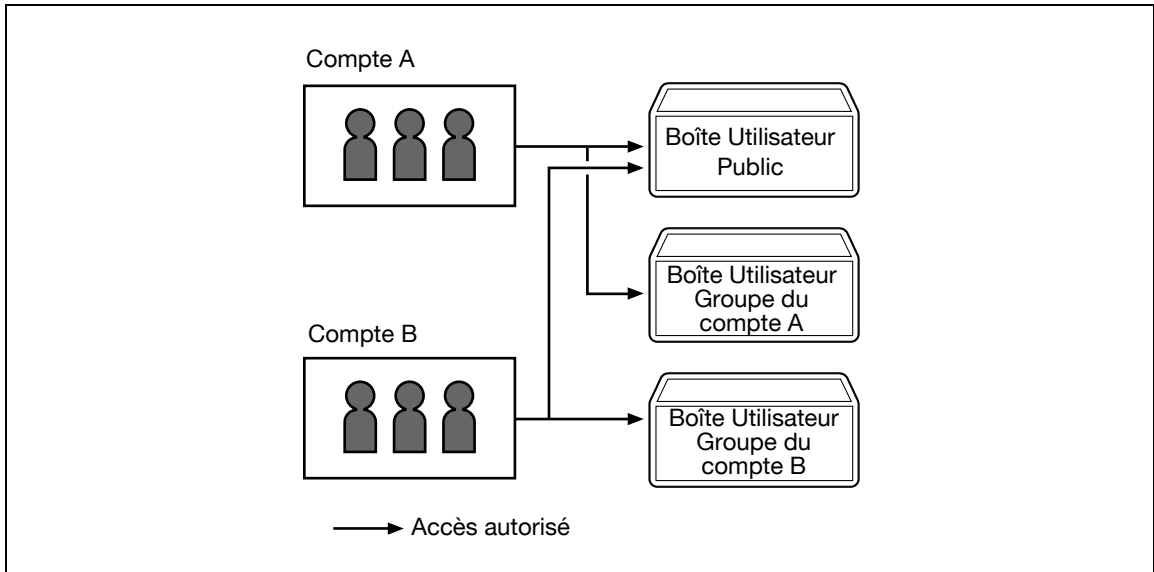 Compte A
Boîte Utilisateur
Public
Boîte Utilisateur
Groupe du
compte A
Compte B
Boîte Utilisateur
Groupe du
compte B
Accès autorisé